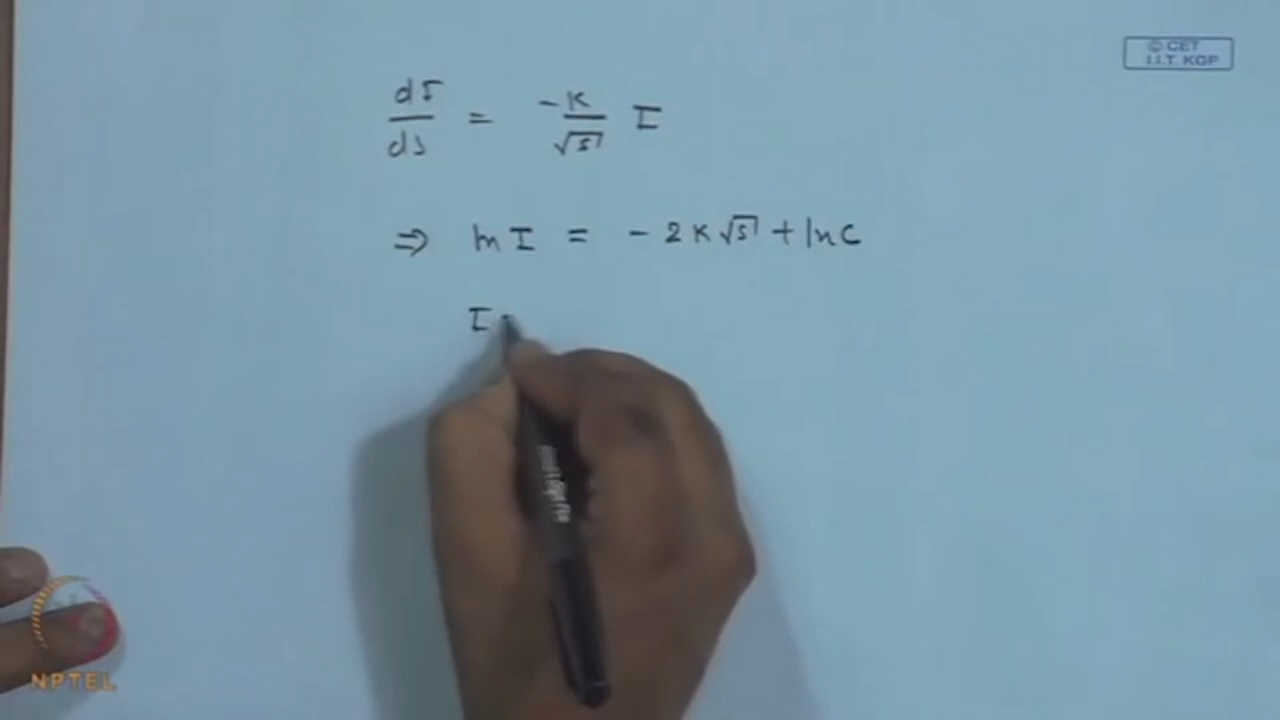 © CET
I.I.T. KGP
dI/ds = -K/√s I
⇒ ln I = - 2K√s + ln C
I
NPTEL